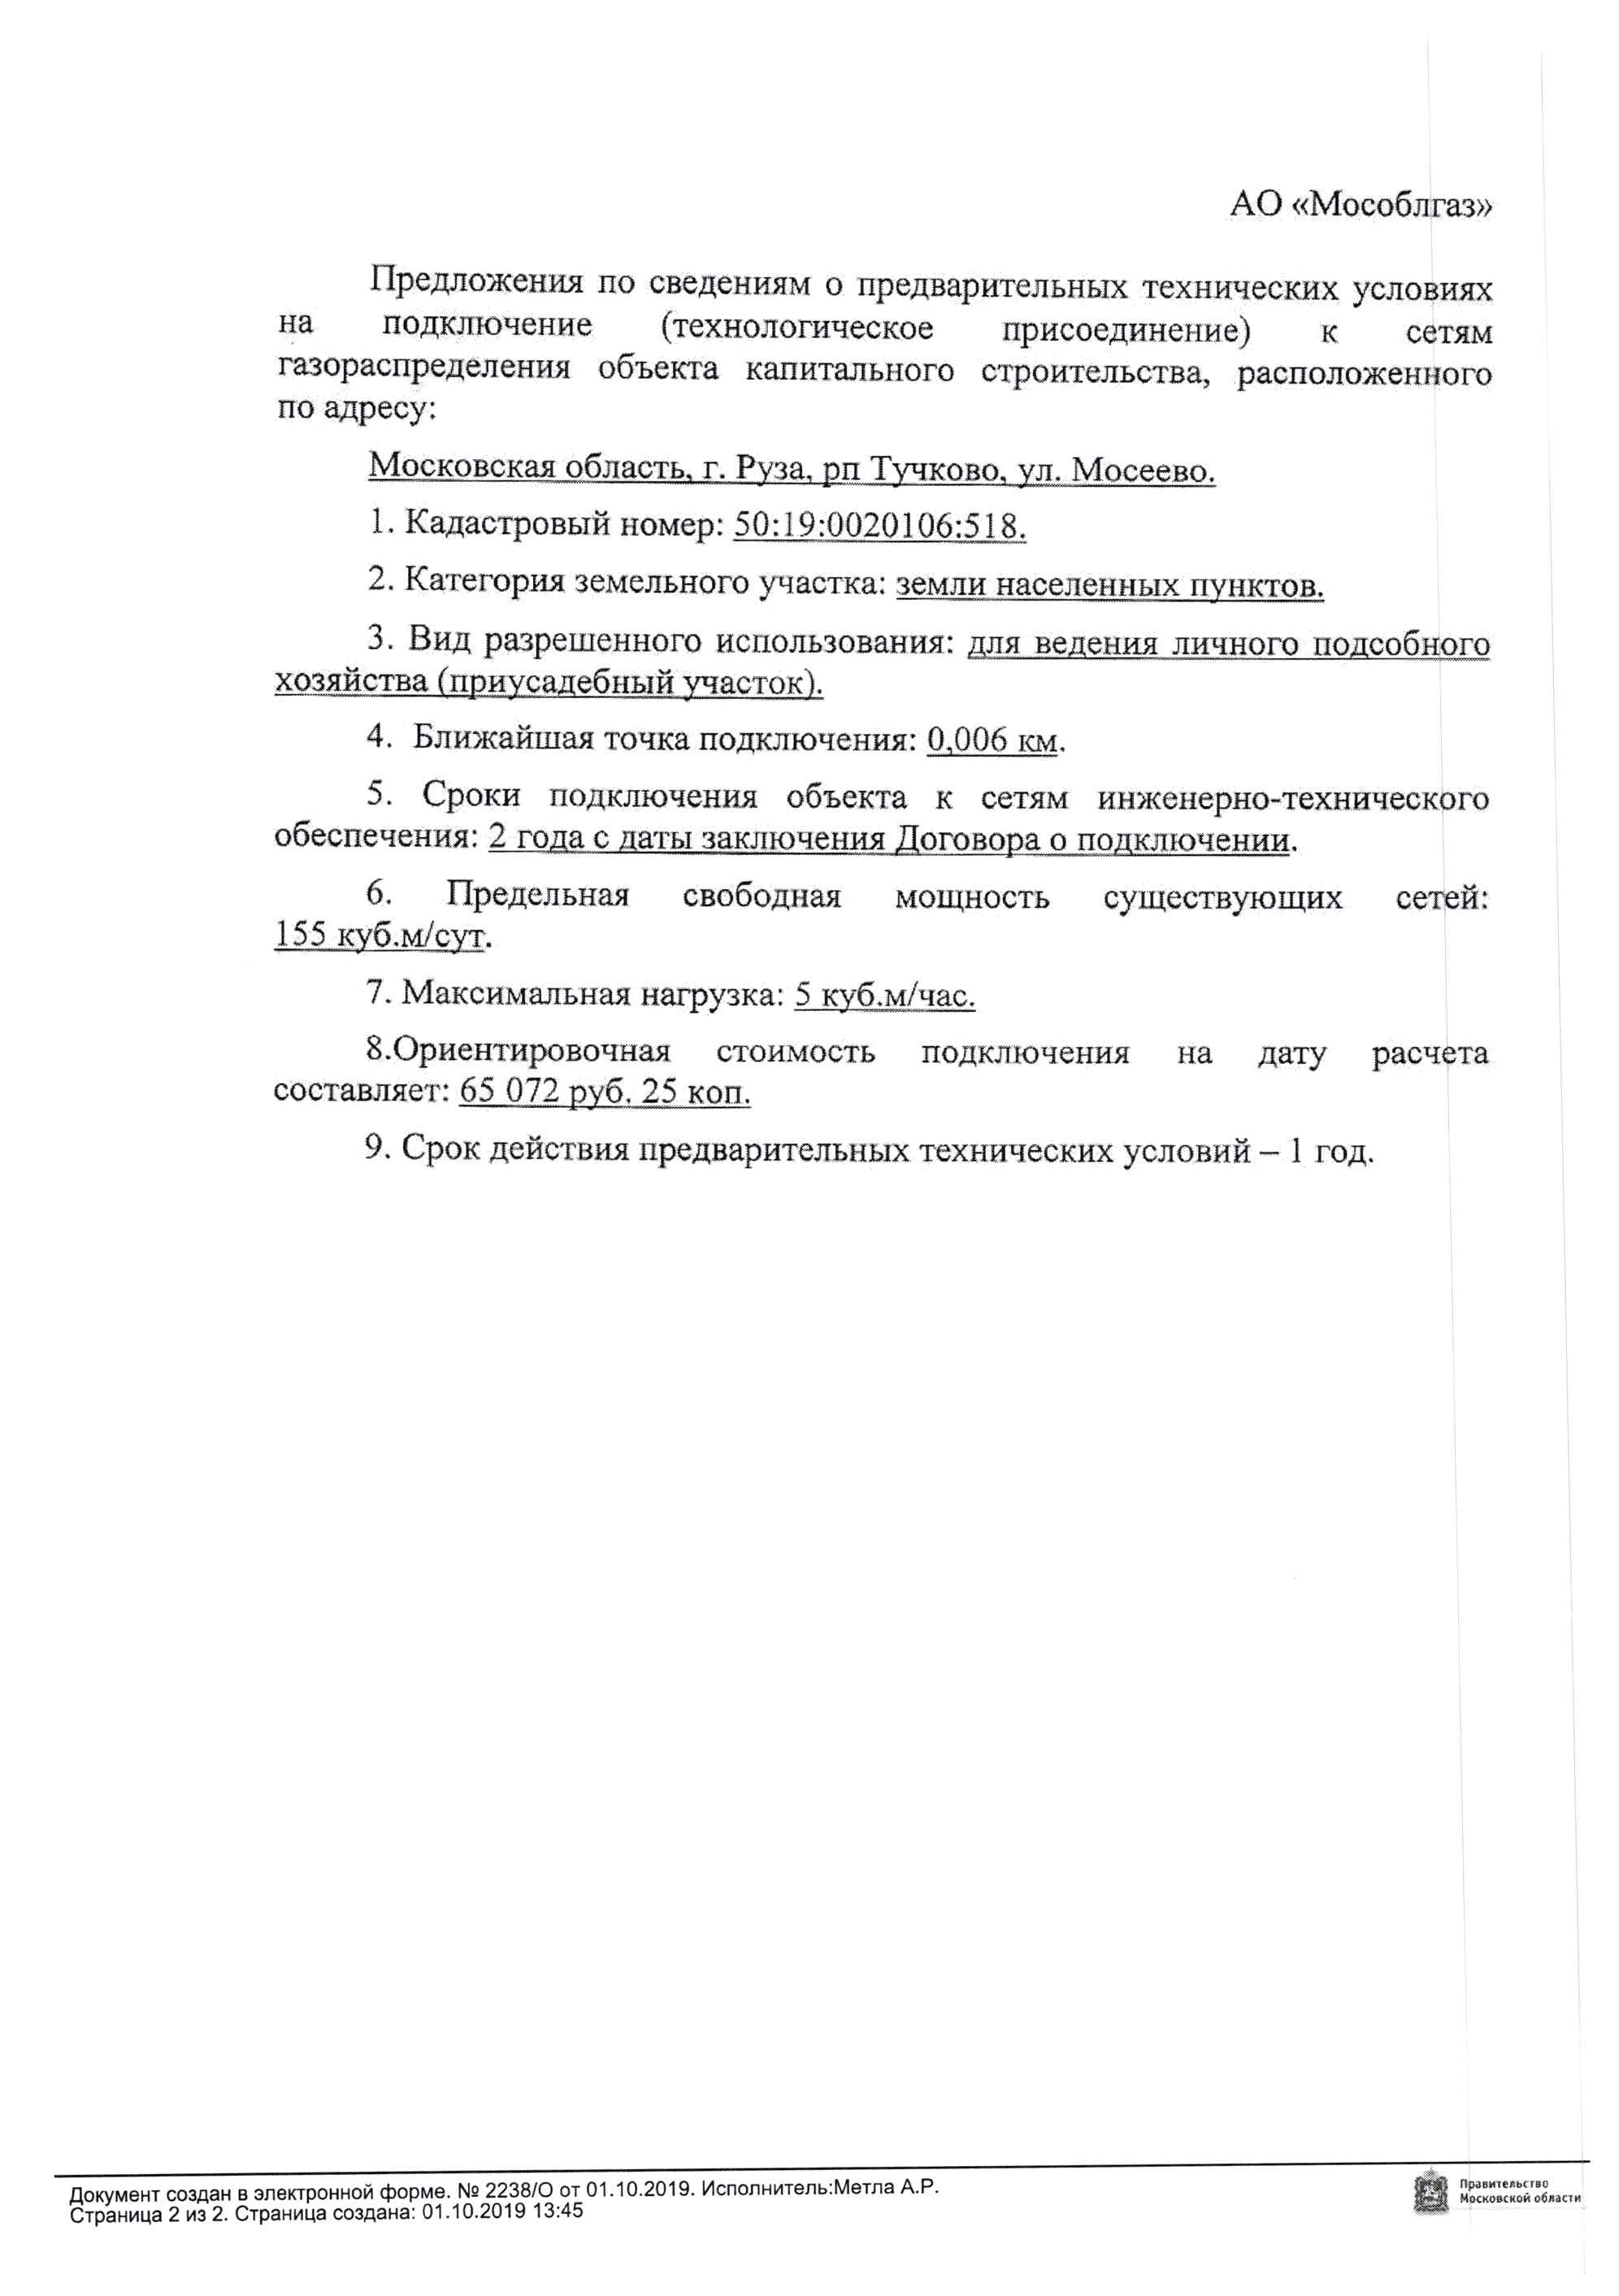 АО «Мособлгаз»
Предложения по сведениям о предварительных технических условиях
на подключение (технологическое присоединение) к сетям
газораспределения объекта капитального строительства, расположенного
по адресу:
Московская область, г. Руза, рп Тучково, ул. Мосеево.
1. Кадастровый номер: 50:19:0020106:518.
2. Категория земельного участка: земли населенных пунктов.
3. Вид разрешенного использования: для ведения личного подсобного
хозяйства (приусадебный участок).
4. Ближайшая точка подключения: 0,006 км.
5. Сроки подключения объекта к сетям инженерно-технического
обеспечения: 2 года с даты заключения Договора о подключении.
6. Предельная свободная мощность существующих сетей:
155 куб.м/сут.
7. Максимальная нагрузка: 5 куб.м/час.
8.Ориентировочная стоимость подключения на дату расчета
составляет: 65 072 руб. 25 коп.
9. Срок действия предварительных технических условий – 1 год.
Документ создан в электронной форме. № 2238/О от 01.10.2019. Исполнитель:Метла А.Р.
Страница 2 из 2. Страница создана: 01.10.2019 13:45
Правительство
Московской области